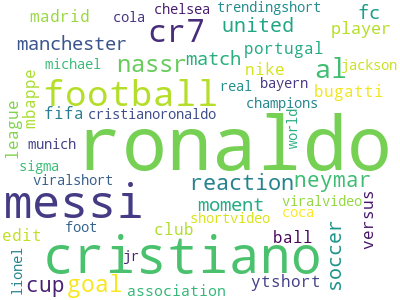 chelsea trendingshort
madrid cola cr7 united fc
manchester portugal player
michael nassr match al jackson
football nike bugatti
real bayern
mbappe fifa champions
league cristianoronaldo world
munich ronaldo
sigma reaction neymar
viralshort
messi moment viralvideo
shortvideo coca
edit foot club ball soccer versus
cristiano
lionel jr
cup goal ytshort
association